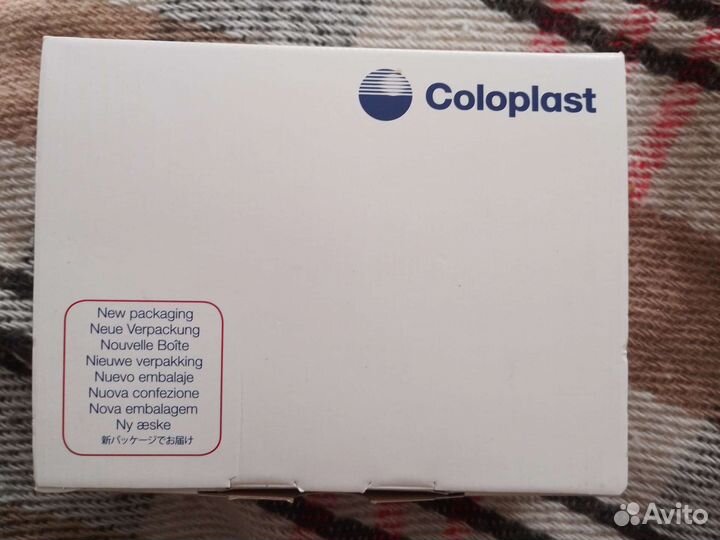 Coloplast
New packaging
Neue Verpackung
Nouvelle Boîte
Nieuwe verpakking
Nuevo embalaje
Nuova confezione
Nova embalagem
Ny æske
新パッケージでお届け
Avito